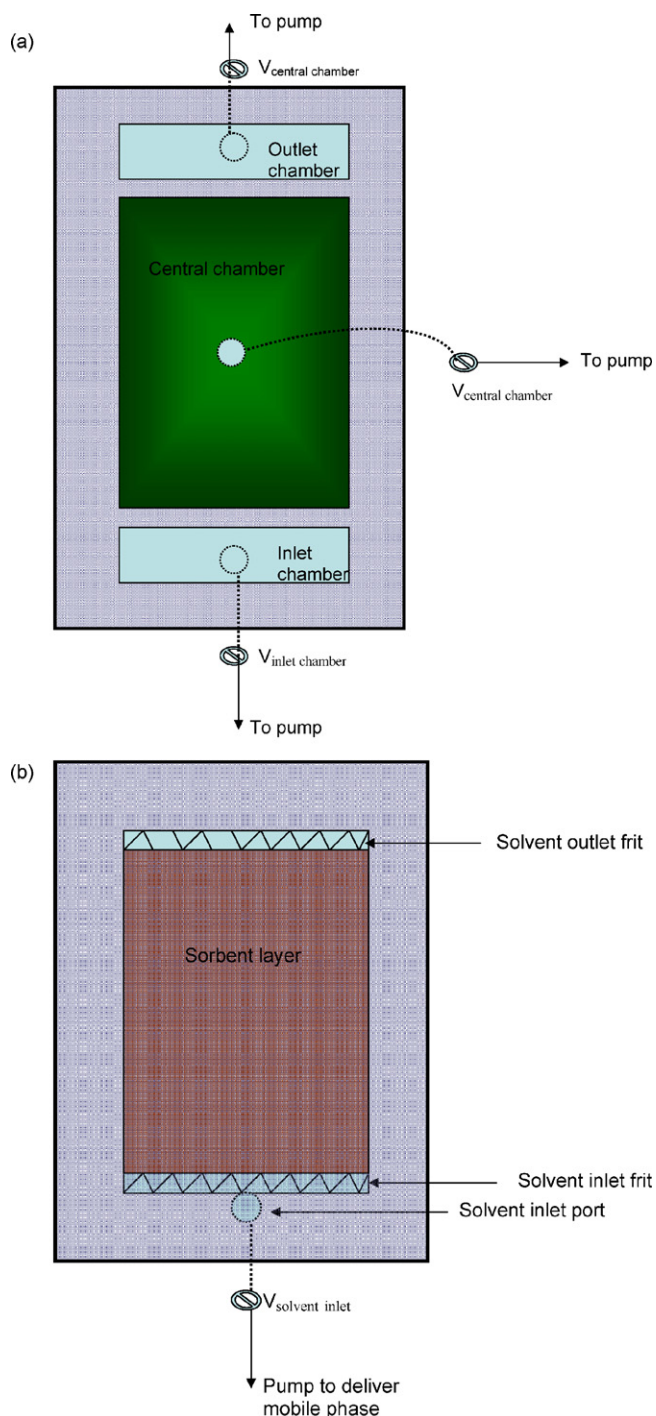 (a)
To pump
V central chamber
Outlet
chamber
Central chamber
To pump
V central chamber
Inlet
chamber
V inlet chamber
To pump
(b)
Solvent outlet frit
Sorbent layer
Solvent inlet frit
Solvent inlet port
V solvent inlet
Pump to deliver
mobile phase